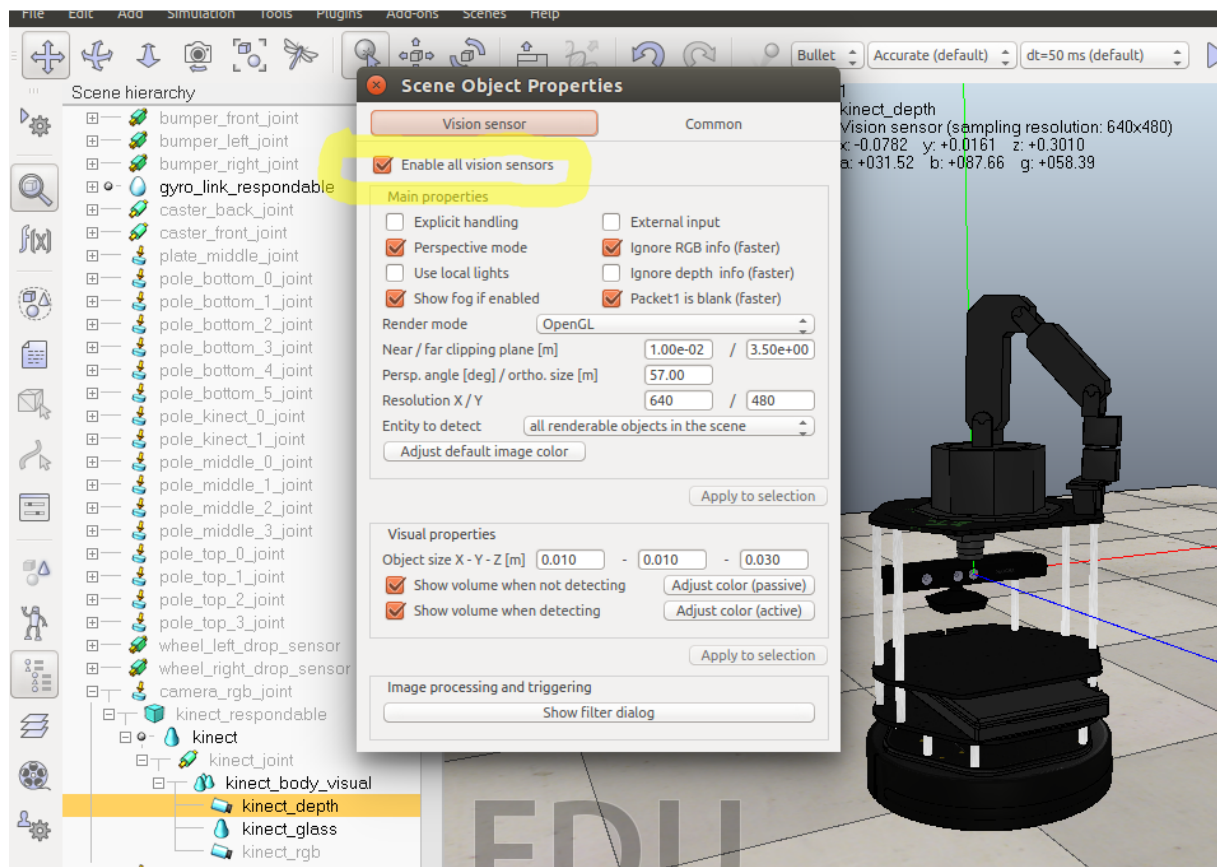 File Edit Add Simulation Tools Plugins Add-ons Scenes Help
Bullet Accurate (default) dt=50 ms (default)
Scene hierarchy
bumper_front_joint
bumper_left_joint
bumper_right_joint
gyro_link_respondable
caster_back_joint
caster_front_joint
plate_middle_joint
pole_bottom_0_joint
pole_bottom_1_joint
pole_bottom_2_joint
pole_bottom_3_joint
pole_bottom_4_joint
pole_bottom_5_joint
pole_kinect_0_joint
pole_kinect_1_joint
pole_middle_0_joint
pole_middle_1_joint
pole_middle_2_joint
pole_middle_3_joint
pole_top_0_joint
pole_top_1_joint
pole_top_2_joint
pole_top_3_joint
wheel_left_drop_sensor
wheel_right_drop_sensor
camera_rgb_joint
kinect_respondable
kinect
kinect_joint
kinect_body_visual
kinect_depth
kinect_glass
kinect_rgb
f(x)
Scene Object Properties
Vision sensor Common
Enable all vision sensors
Main properties
Explicit handling External input
Perspective mode Ignore RGB info (faster)
Use local lights Ignore depth info (faster)
Show fog if enabled Packet1 is blank (faster)
Render mode OpenGL
Near / far clipping plane [m] 1.00e-02 / 3.50e+00
Persp. angle [deg] / ortho. size [m] 57.00
Resolution X / Y 640 / 480
Entity to detect all renderable objects in the scene
Adjust default image color
Apply to selection
Visual properties
Object size X - Y - Z [m] 0.010 - 0.010 - 0.030
Show volume when not detecting Adjust color (passive)
Show volume when detecting Adjust color (active)
Apply to selection
Image processing and triggering
Show filter dialog
kinect_depth
Vision sensor (sampling resolution: 640x480)
x: -0.0782 y: +0.0161 z: +0.3010
a: +031.52 b: +087.66 g: +058.39
EDU